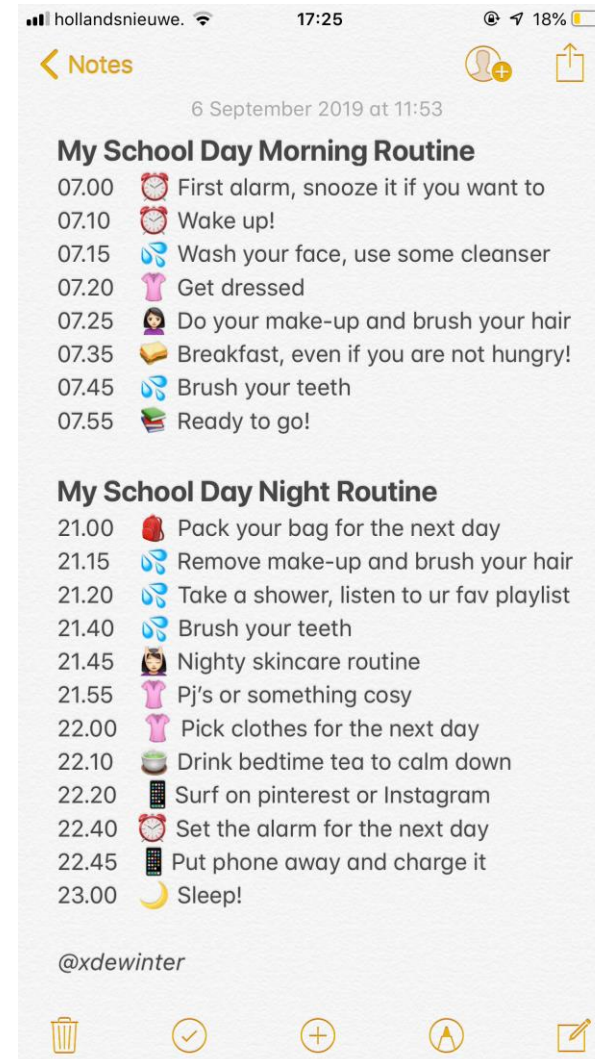 hollandsnieuwe. 17:25 18%
Notes
6 September 2019 at 11:53
My School Day Morning Routine
07.00 ⏰ First alarm, snooze it if you want to
07.10 ⏰ Wake up!
07.15 💦 Wash your face, use some cleanser
07.20 👚 Get dressed
07.25 💁🏻‍♀️ Do your make-up and brush your hair
07.35 🥪 Breakfast, even if you are not hungry!
07.45 💦 Brush your teeth
07.55 📚 Ready to go!
My School Day Night Routine
21.00 🎒 Pack your bag for the next day
21.15 💦 Remove make-up and brush your hair
21.20 💦 Take a shower, listen to ur fav playlist
21.40 💦 Brush your teeth
21.45 💆🏻‍♀️ Nighty skincare routine
21.55 👚 Pj's or something cosy
22.00 👚 Pick clothes for the next day
22.10 🍵 Drink bedtime tea to calm down
22.20 📱 Surf on pinterest or Instagram
22.40 ⏰ Set the alarm for the next day
22.45 📱 Put phone away and charge it
23.00 🌙 Sleep!
@xdewinter